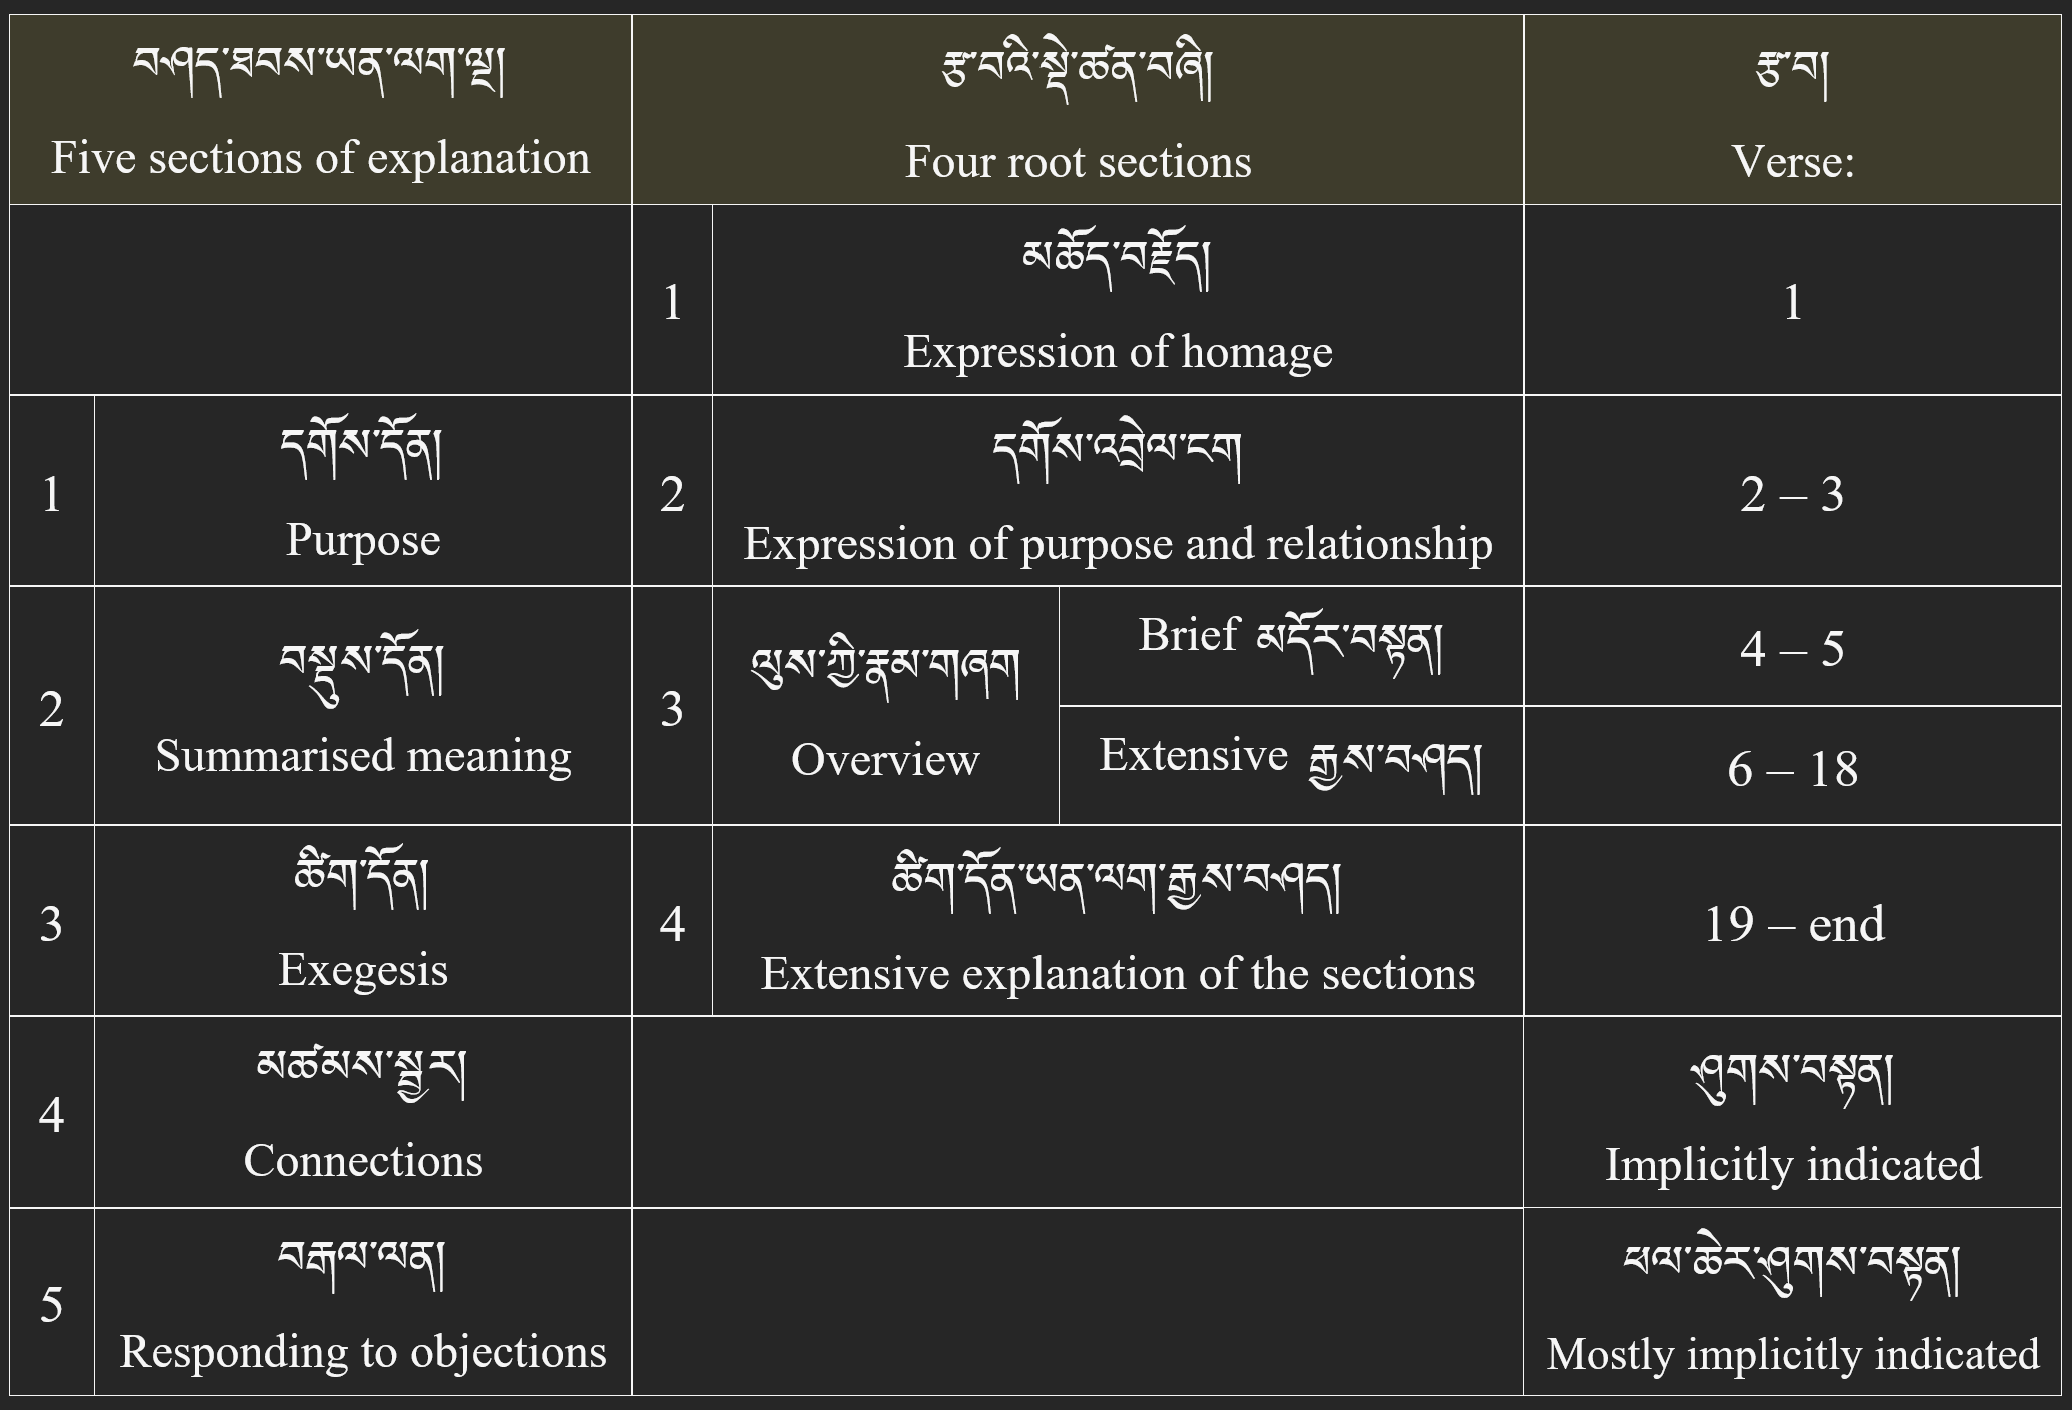 བཤད་ཐབས་ཡན་ལག་ལྔ།
Five sections of explanation
རྩ་བའི་སྡེ་ཚན་བཞི།
Four root sections
རྩ་བ།
Verse:
1
མཆོད་བརྗོད།
Expression of homage
1
1
དགོས་དོན།
Purpose
2
དགོས་འབྲེལ་ངག
Expression of purpose and relationship
2 – 3
2
བསྡུས་དོན།
Summarised meaning
3
ལུས་ཀྱི་རྣམ་གཞག
Overview
Brief མདོར་བསྟན།
4 – 5
Extensive རྒྱས་བཤད།
6 – 18
3
ཚིག་དོན།
Exegesis
4
ཚིག་དོན་ཡན་ལག་རྒྱས་བཤད།
Extensive explanation of the sections
19 – end
4
མཚམས་སྦྱར།
Connections
ཤུགས་བསྟན།
Implicitly indicated
5
བརྒལ་ལན།
Responding to objections
ཕལ་ཆེར་ཤུགས་བསྟན།
Mostly implicitly indicated